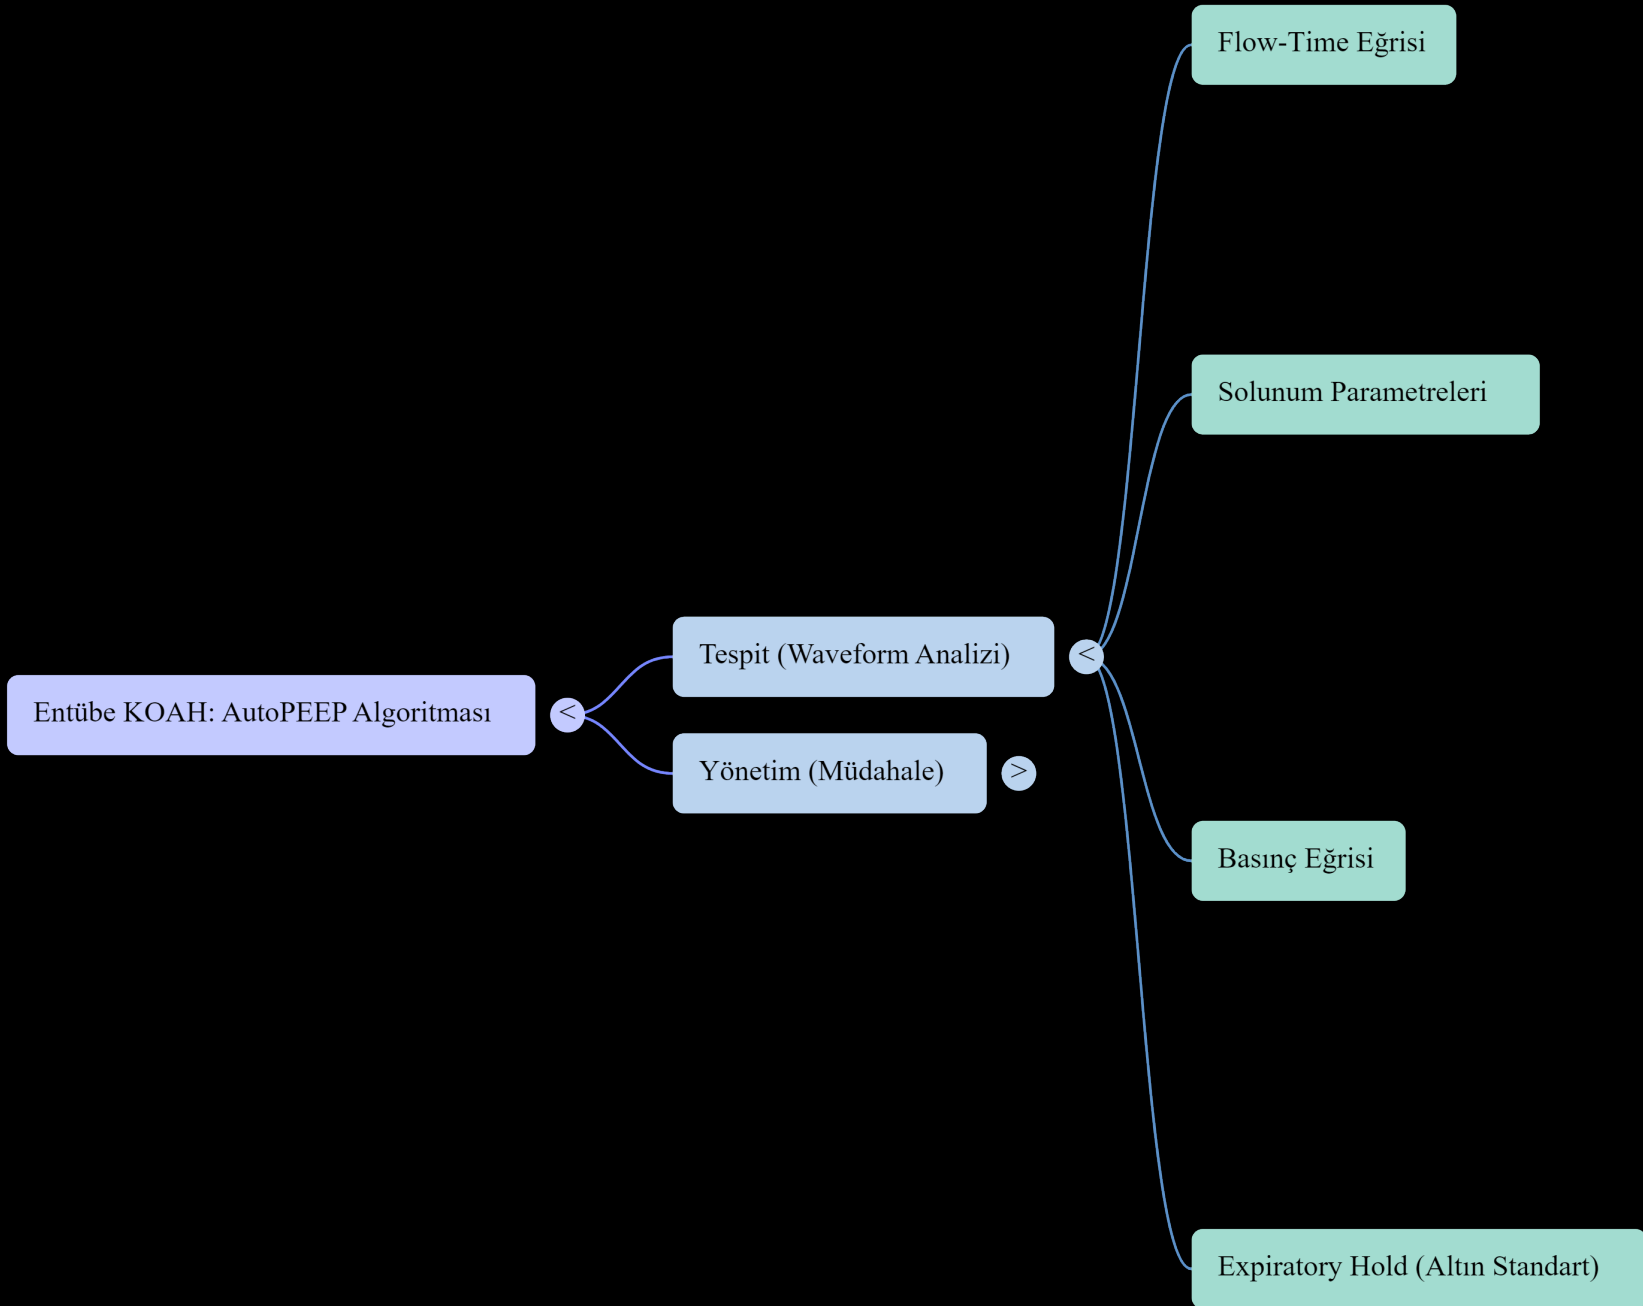 Flow-Time Eğrisi
Solunum Parametreleri
Tespit (Waveform Analizi)
<
Entübe KOAH: AutoPEEP Algoritması
<
Yönetim (Müdahale)
>
Basınç Eğrisi
Expiratory Hold (Altın Standart)